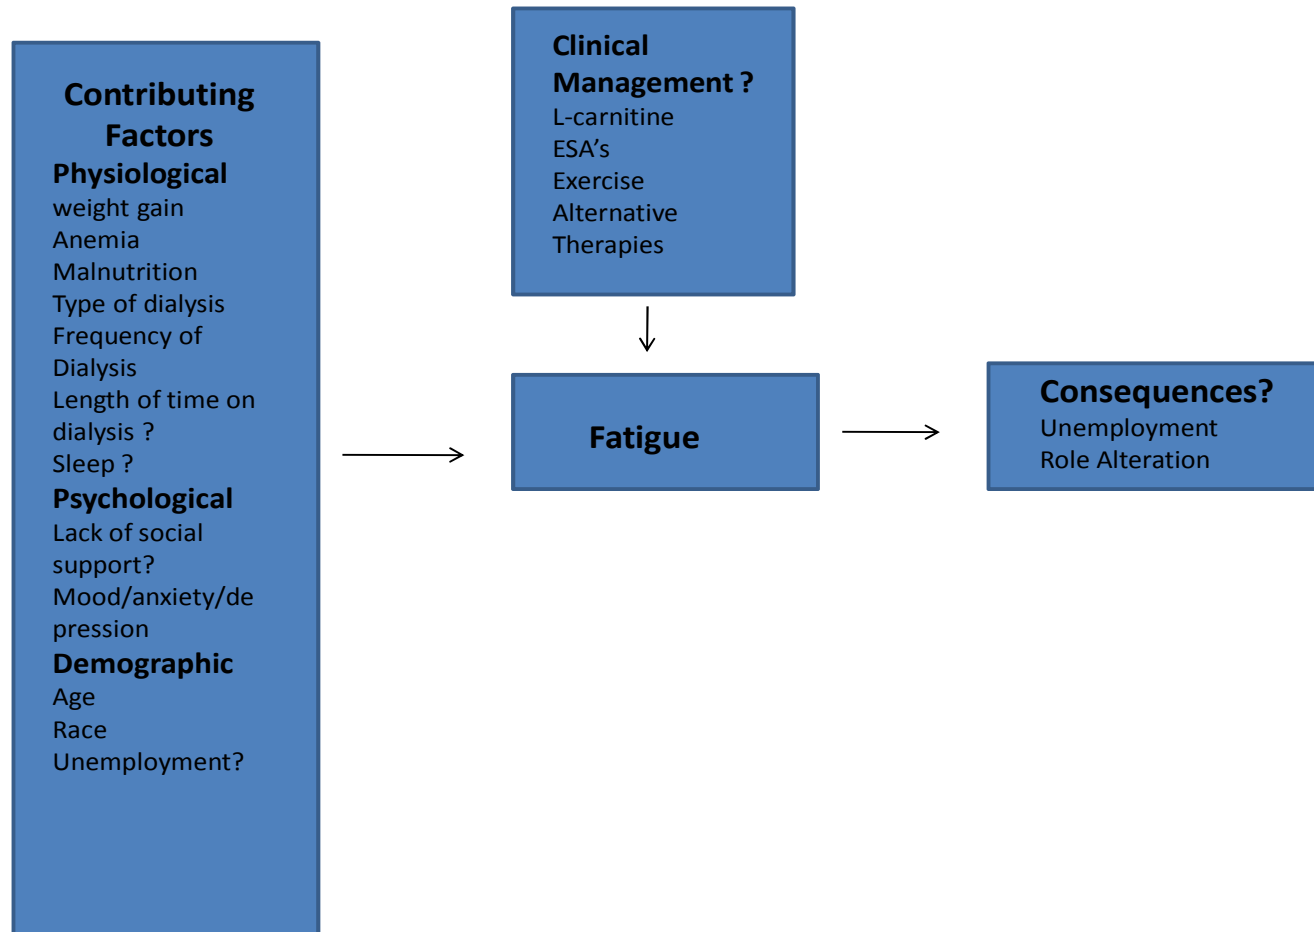 Contributing
Factors
Physiological
weight gain
Anemia
Malnutrition
Type of dialysis
Frequency of
Dialysis
Length of time on
dialysis ?
Sleep ?
Psychological
Lack of social
support?
Mood/anxiety/de
pression
Demographic
Age
Race
Unemployment?
Clinical
Management ?
L-carnitine
ESA's
Exercise
Alternative
Therapies
Fatigue
Consequences?
Unemployment
Role Alteration